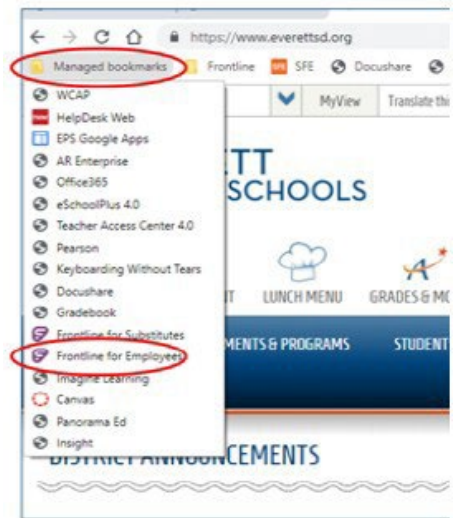 https://www.everettsd.org
Managed bookmarks Frontline SFE Docushare
WCAP
MyView Translate thi
HelpDesk Web
EPS Google Apps
AR Enterprise
Office365
eSchoolPlus 4.0
Teacher Access Center 4.0
Pearson
Keyboarding Without Tears
Docushare
Gradebook
Frontline for Substitutes
Frontline for Employees
Imagine Learning
Canvas
Panorama Ed
Insight
ETT
SCHOOLS
LUNCH MENU GRADES & MO
MENTS & PROGRAMS STUDENT
DISTRICT ANNOUNCEMENTS